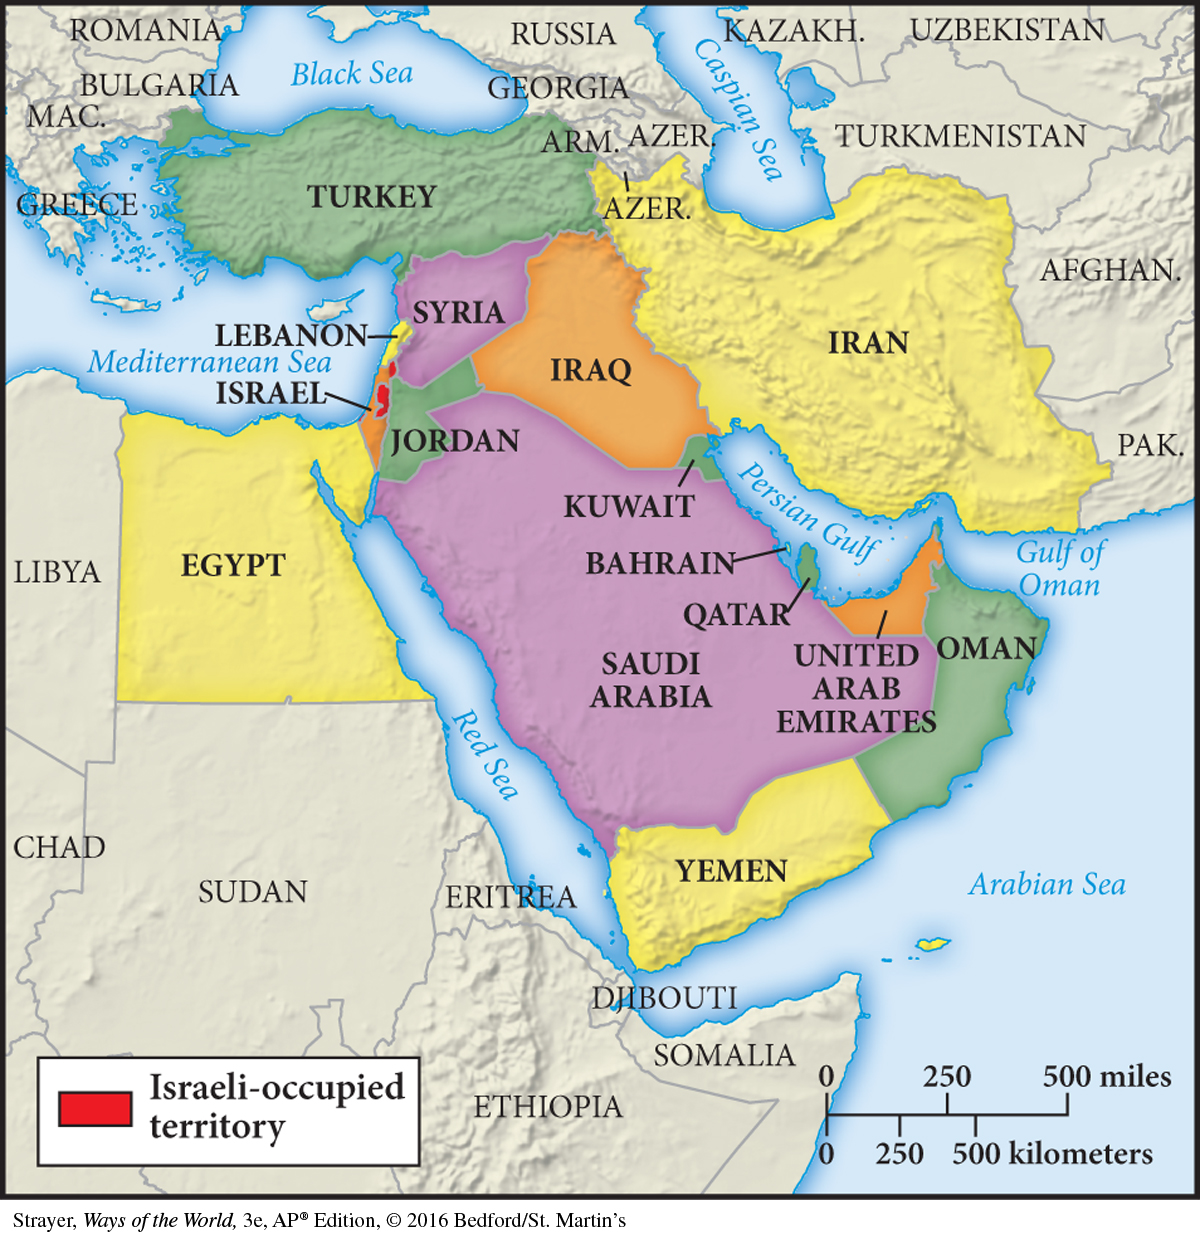 ROMANIA
RUSSIA
KAZAKH.
UZBEKISTAN
Black Sea
Caspian Sea
BULGARIA
GEORGIA
MAC.
ARM.
AZER.
TURKMENISTAN
TURKEY
GREECE
AZER.
AFGHAN.
SYRIA
LEBANON
IRAN
Mediterranean Sea
IRAQ
ISRAEL
JORDAN
PAK.
KUWAIT
Persian Gulf
LIBYA
EGYPT
BAHRAIN
Gulf of
Oman
QATAR
SAUDI
ARABIA
UNITED
ARAB
EMIRATES
OMAN
Red Sea
CHAD
SUDAN
ERITREA
YEMEN
Arabian Sea
DJIBOUTI
SOMALIA
ETHIOPIA
Israeli-occupied
territory
0 250 500 miles
0 250 500 kilometers
Strayer, Ways of the World, 3e, AP® Edition, © 2016 Bedford/St. Martin’s